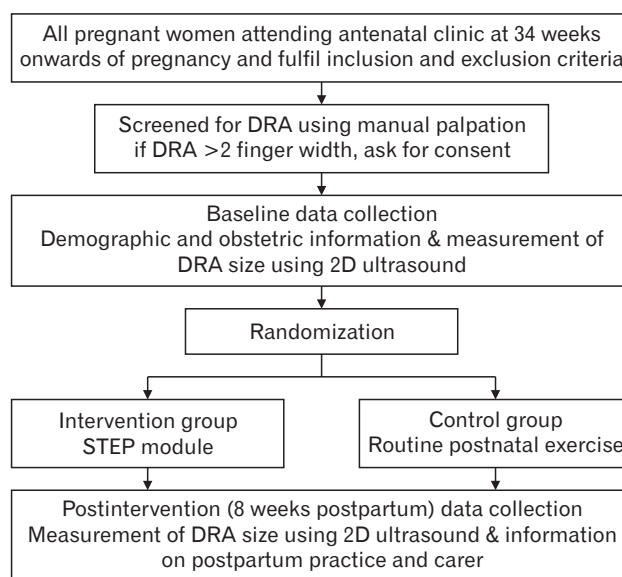 All pregnant women attending antenatal clinic at 34 weeks
onwards of pregnancy and fulfil inclusion and exclusion criteria
Screened for DRA using manual palpation
if DRA >2 finger width, ask for consent
Baseline data collection
Demographic and obstetric information & measurement of
DRA size using 2D ultrasound
Randomization
Intervention group
STEP module
Control group
Routine postnatal exercise
Postintervention (8 weeks postpartum) data collection
Measurement of DRA size using 2D ultrasound & information
on postpartum practice and carer